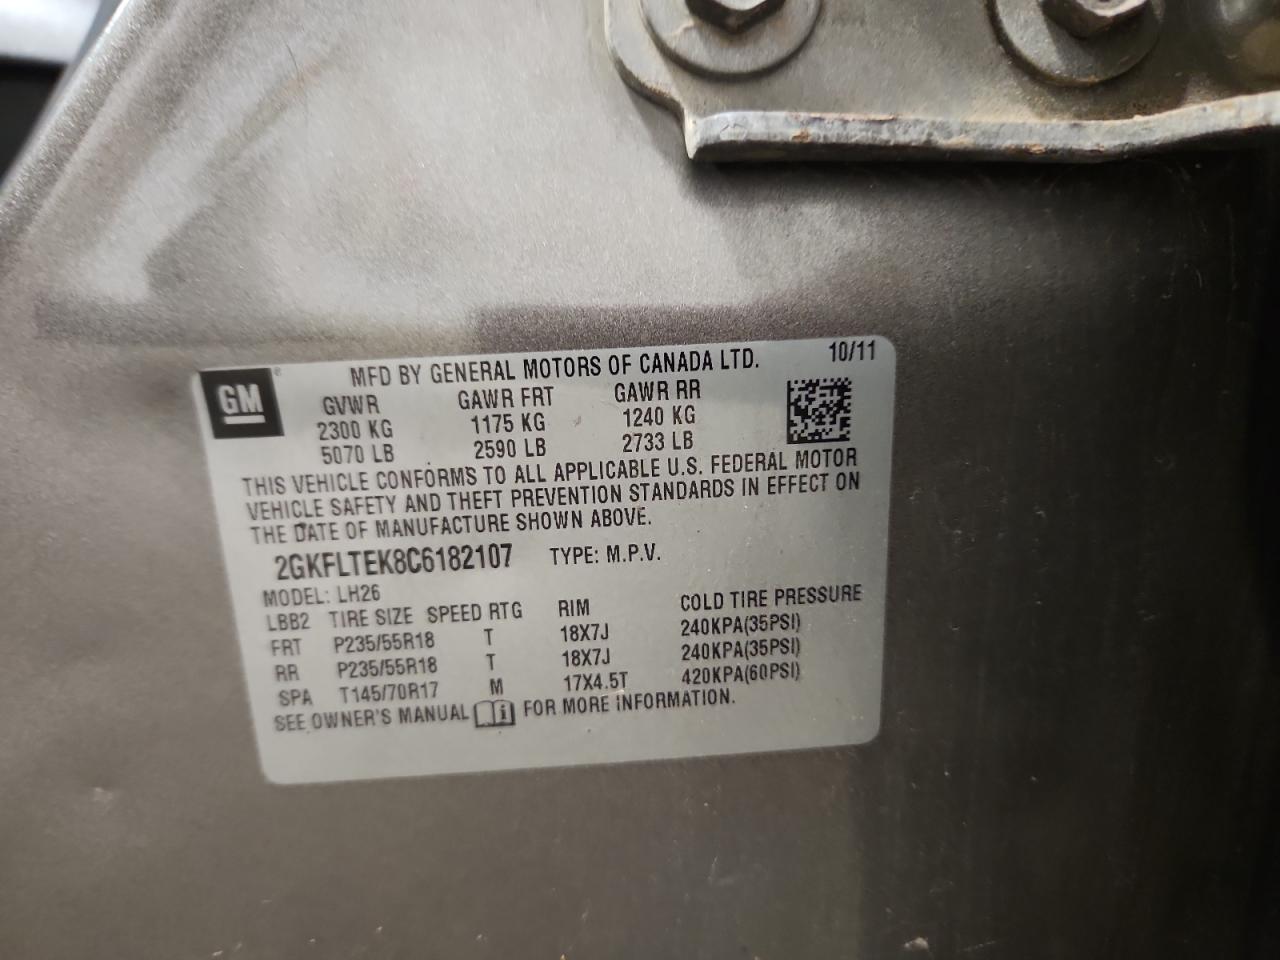 GM
MFD BY GENERAL MOTORS OF CANADA LTD. 10/11
GVWR GAWR FRT GAWR RR
2300 KG 1175 KG 1240 KG
5070 LB 2590 LB 2733 LB
THIS VEHICLE CONFORMS TO ALL APPLICABLE U.S. FEDERAL MOTOR
VEHICLE SAFETY AND THEFT PREVENTION STANDARDS IN EFFECT ON
THE DATE OF MANUFACTURE SHOWN ABOVE.
2GKFLTEK8C6182107 TYPE: M.P.V.
MODEL: LH26
LBB2 TIRE SIZE SPEED RTG RIM COLD TIRE PRESSURE
FRT P235/55R18 T 18X7J 240KPA(35PSI)
RR P235/55R18 T 18X7J 240KPA(35PSI)
SPA T145/70R17 M 17X4.5T 420KPA(60PSI)
SEE OWNER'S MANUAL i FOR MORE INFORMATION.